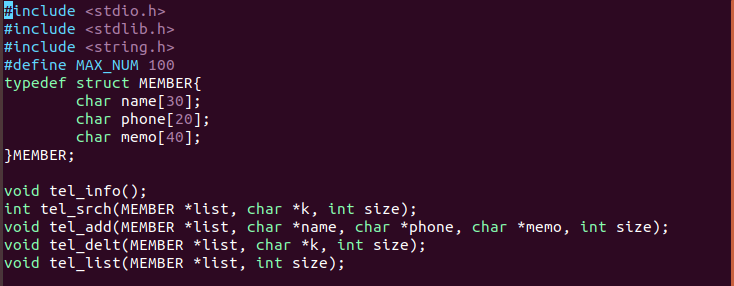 #include <stdio.h>
#include <stdlib.h>
#include <string.h>
#define MAX_NUM 100
typedef struct MEMBER{
        char name[30];
        char phone[20];
        char memo[40];
}MEMBER;

void tel_info();
int tel_srch(MEMBER *list, char *k, int size);
void tel_add(MEMBER *list, char *name, char *phone, char *memo, int size);
void tel_delt(MEMBER *list, char *k, int size);
void tel_list(MEMBER *list, int size);